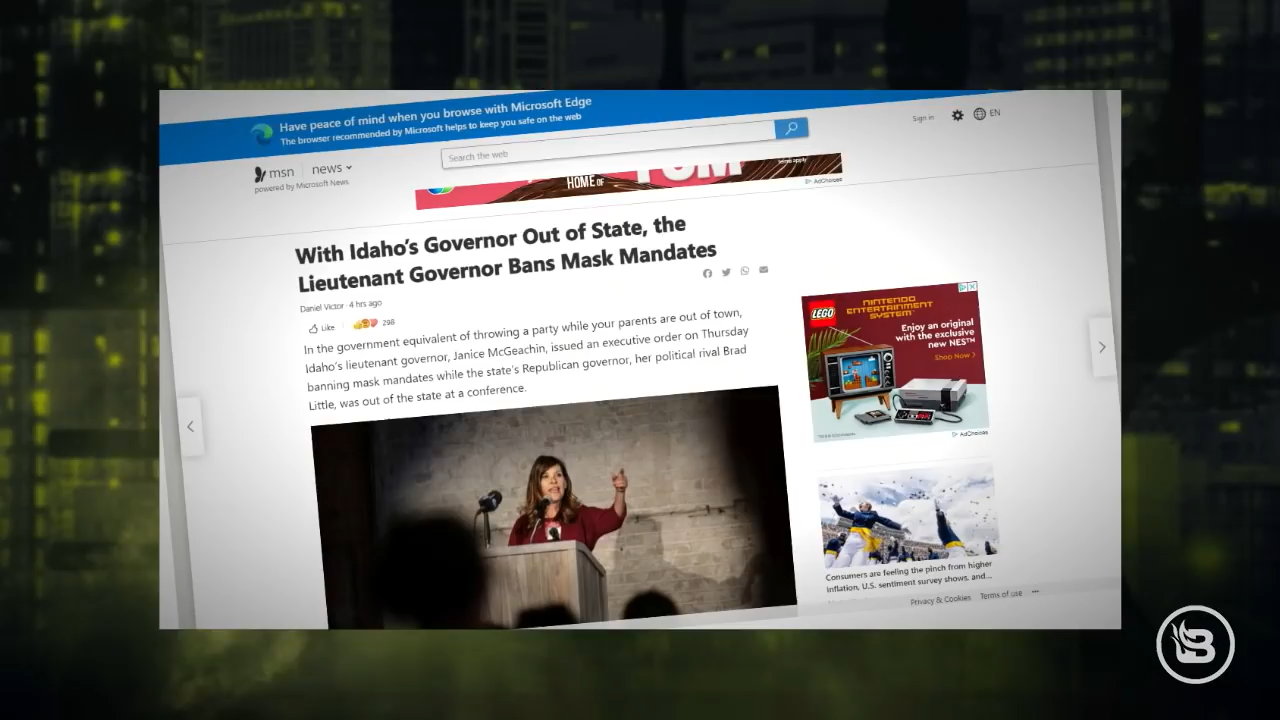 Have peace of mind when you browse with Microsoft Edge
The browser recommended by Microsoft helps to keep you safe on the web
Sign in
EN
msn
news
powered by Microsoft News
Search the web
HOME OF
some apply
AdChoices
With Idaho's Governor Out of State, the
Lieutenant Governor Bans Mask Mandates
Daniel Victor · 4 hrs ago
Like
298
In the government equivalent of throwing a party while your parents are out of town,
Idaho's lieutenant governor, Janice McGeachin, issued an executive order on Thursday
banning mask mandates while the state's Republican governor, her political rival Brad
Little, was out of the state at a conference.
LEGO
NINTENDO
ENTERTAINMENT
SYSTEM™
Enjoy an original
with the exclusive
new NES™
Shop Now >
AdChoices
Consumers are feeling the pinch from higher
inflation, U.S. sentiment survey shows, and...
Privacy & Cookies
Terms of use
...
B